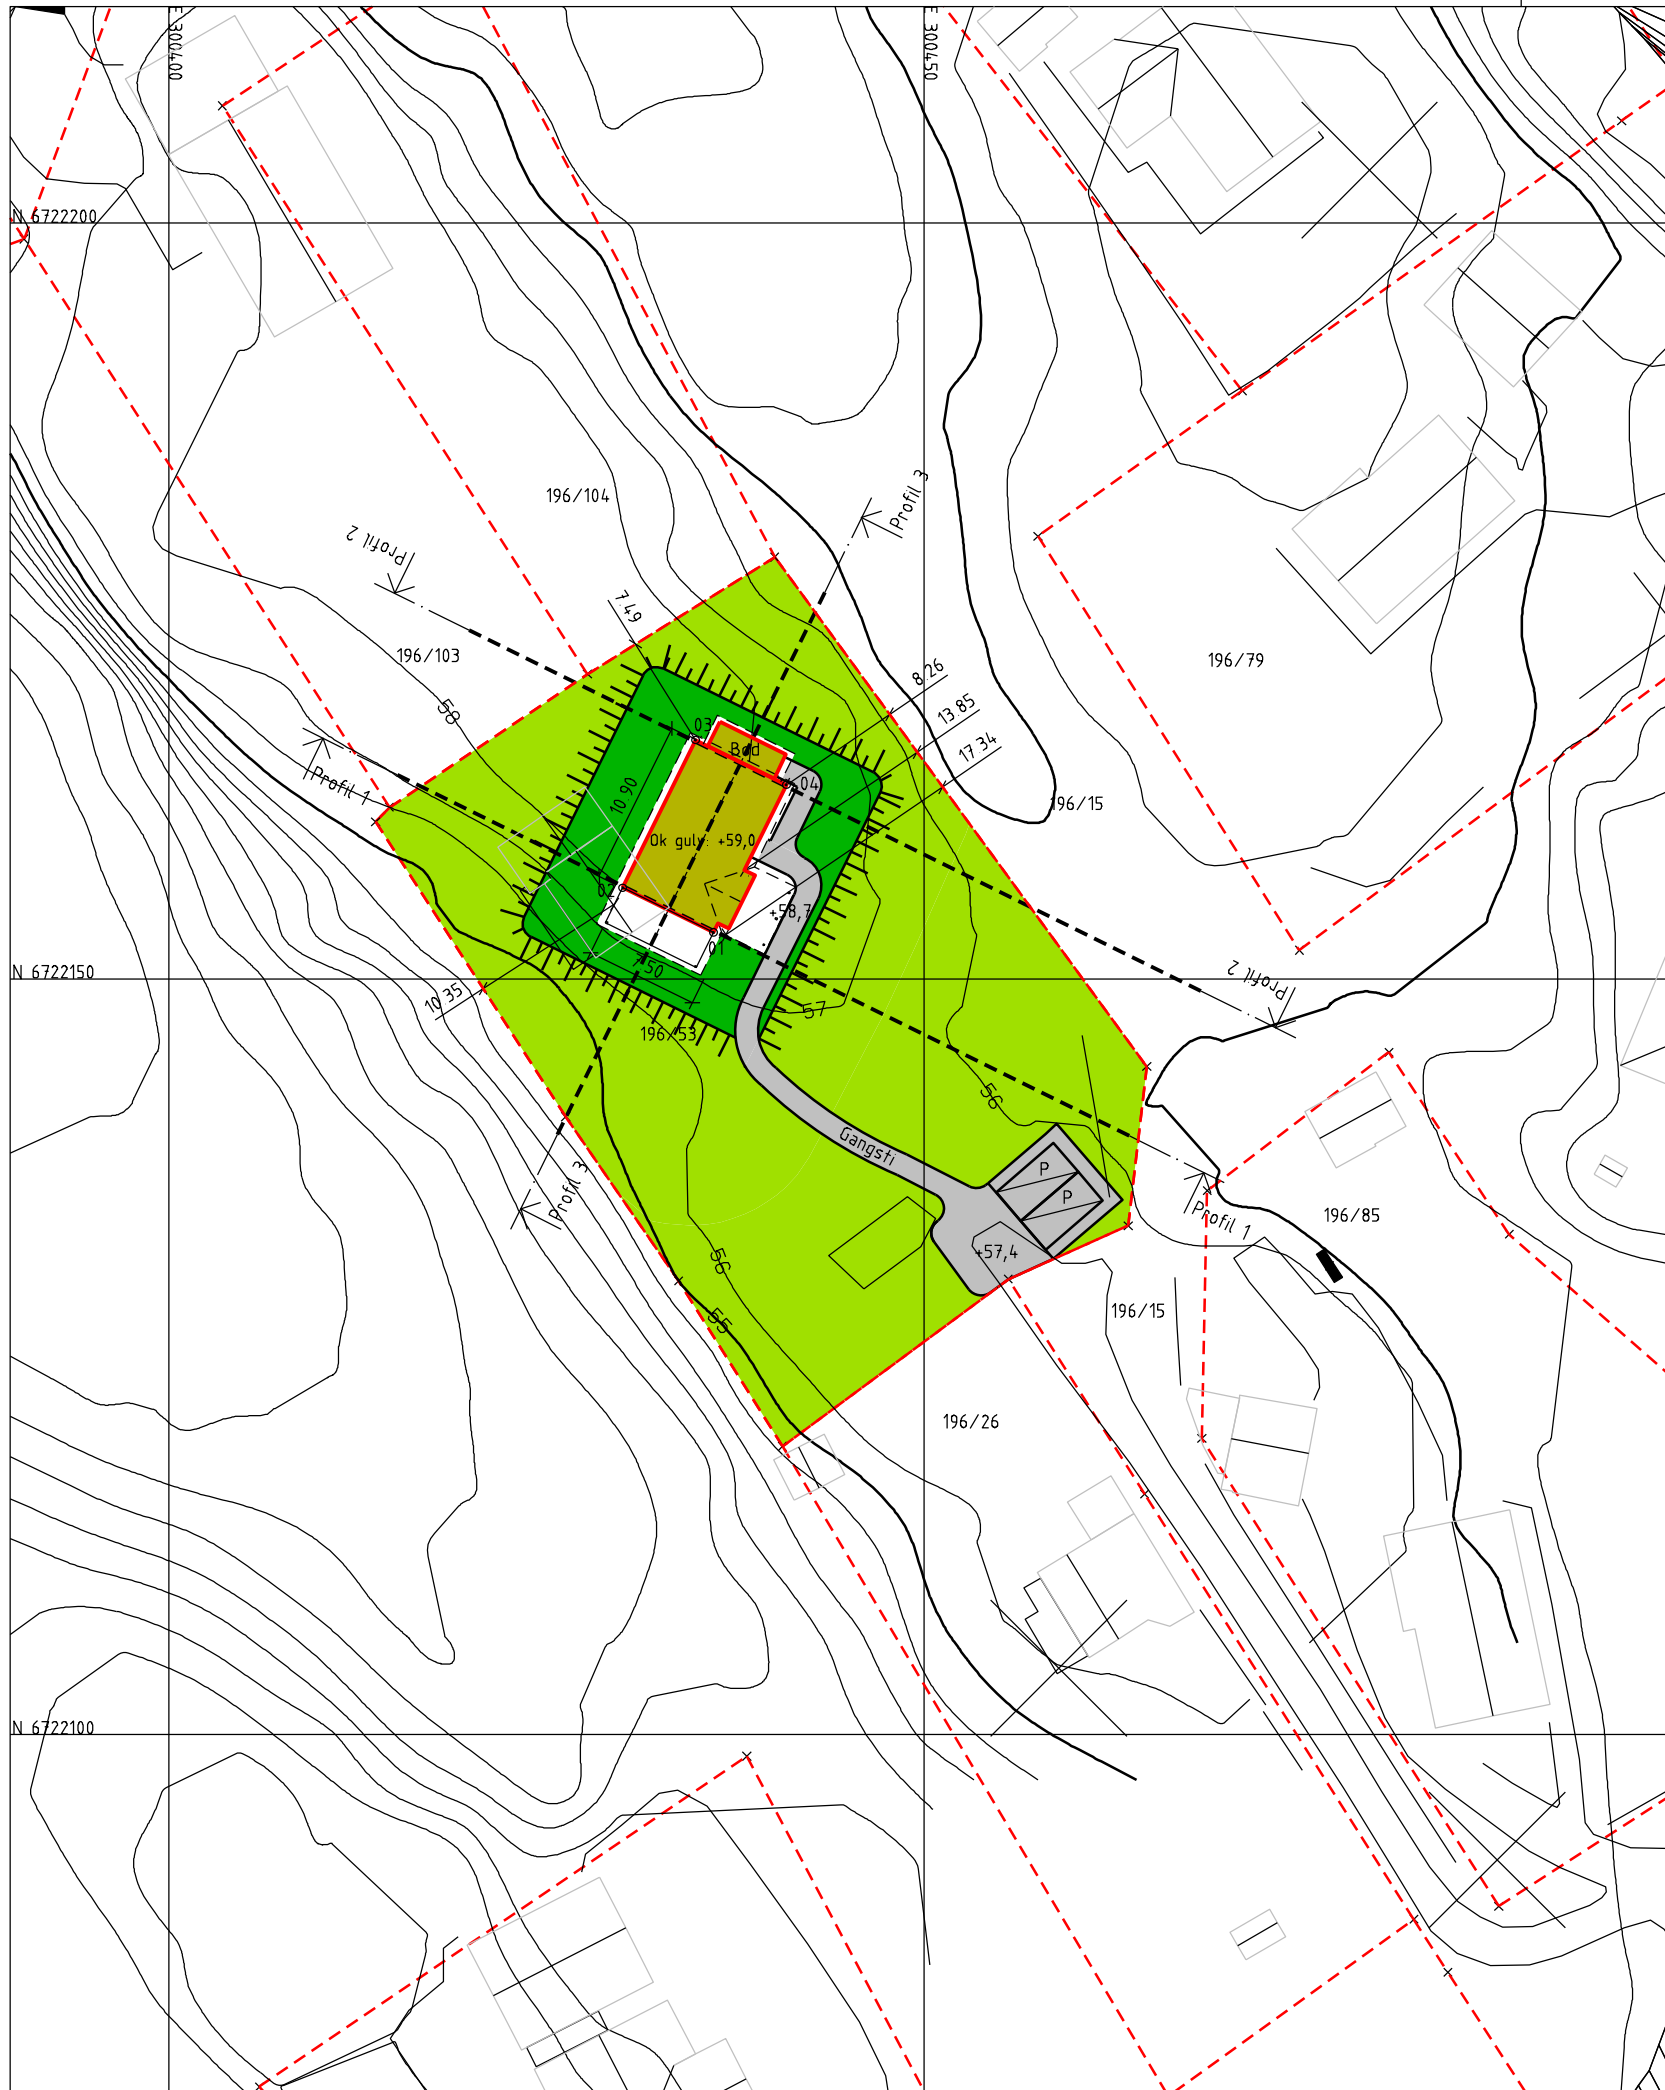 E 300400
E 300450
N 6722200
196/104
Profil 3
Profil 2
7.49
196/103
196/79
8.26
58
13.85
03
Bod
17.34
Profil 1
04
10.90
196/15
Ok gulv: +59,0
02
+58,7
01
7.50
N 6722150
Profil 2
10.35
57
196/53
56
Gangsti
P
P
Profil 3
Profil 1
196/85
+57,4
56
196/15
55
196/26
N 6722100